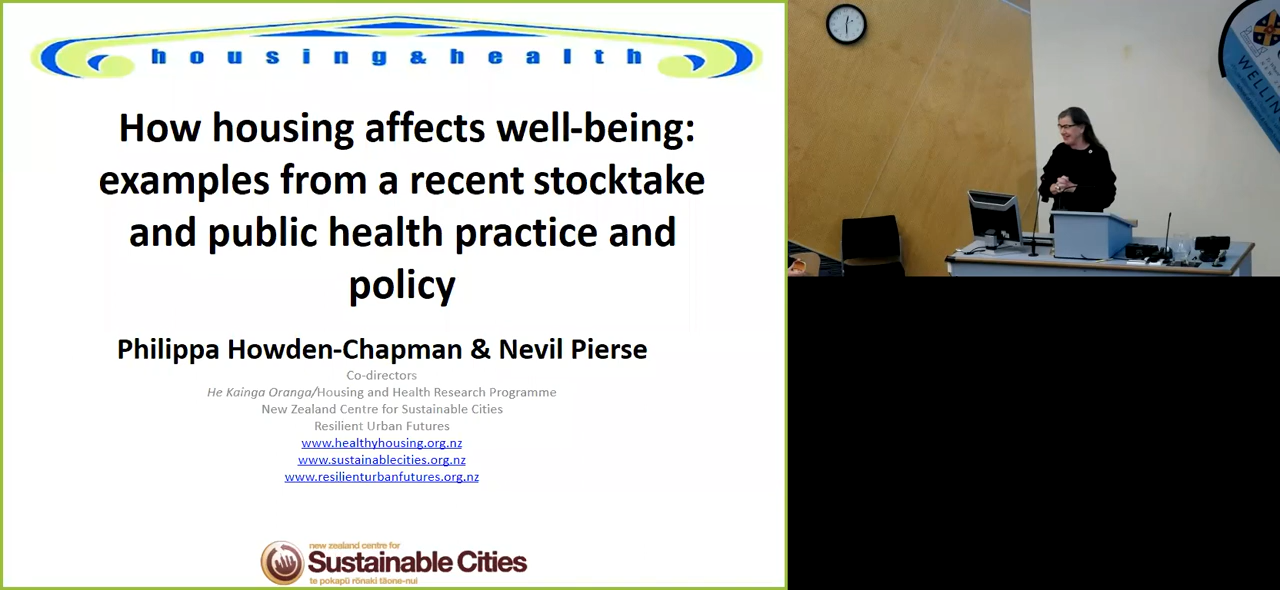 housing&health
How housing affects well-being:
examples from a recent stocktake
and public health practice and
policy
Philippa Howden-Chapman & Nevil Pierse
Co-directors
He Kainga Oranga/Housing and Health Research Programme
New Zealand Centre for Sustainable Cities
Resilient Urban Futures
www.healthyhousing.org.nz
www.sustainablecities.org.nz
www.resilienturbanfutures.org.nz
new zealand centre for
Sustainable Cities
te pokapū rōnaki tāone-nui
WELLIN